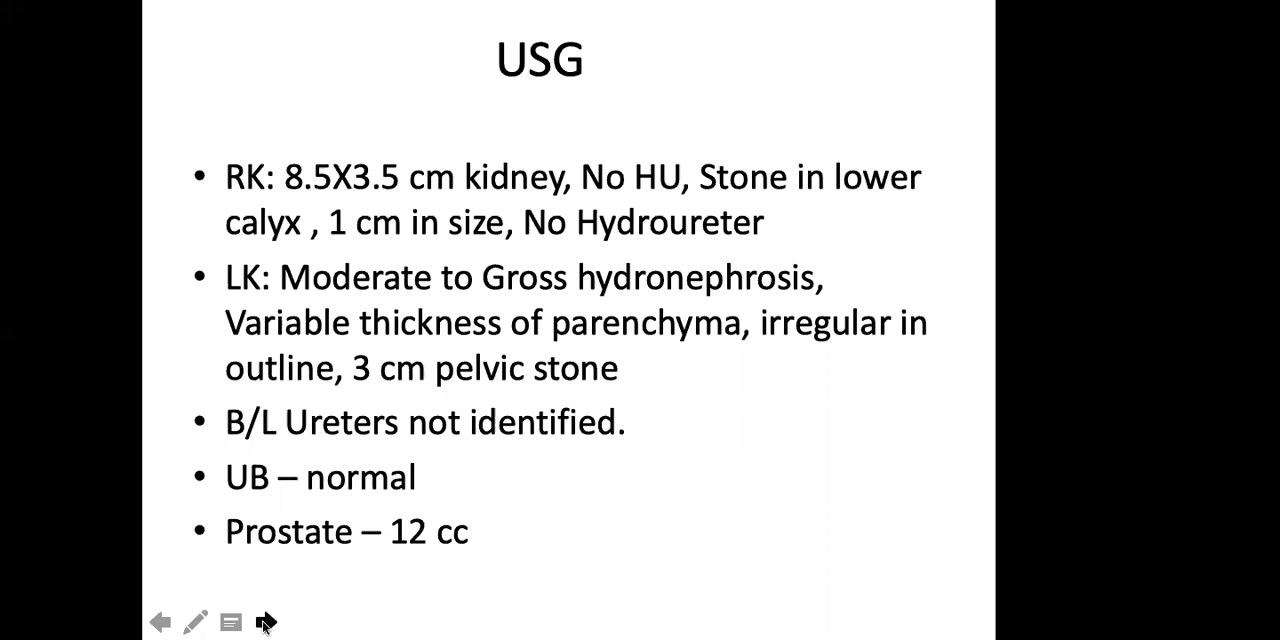 USG
• RK: 8.5X3.5 cm kidney, No HU, Stone in lower
calyx , 1 cm in size, No Hydroureter
• LK: Moderate to Gross hydronephrosis,
Variable thickness of parenchyma, irregular in
outline, 3 cm pelvic stone
• B/L Ureters not identified.
• UB – normal
• Prostate – 12 cc